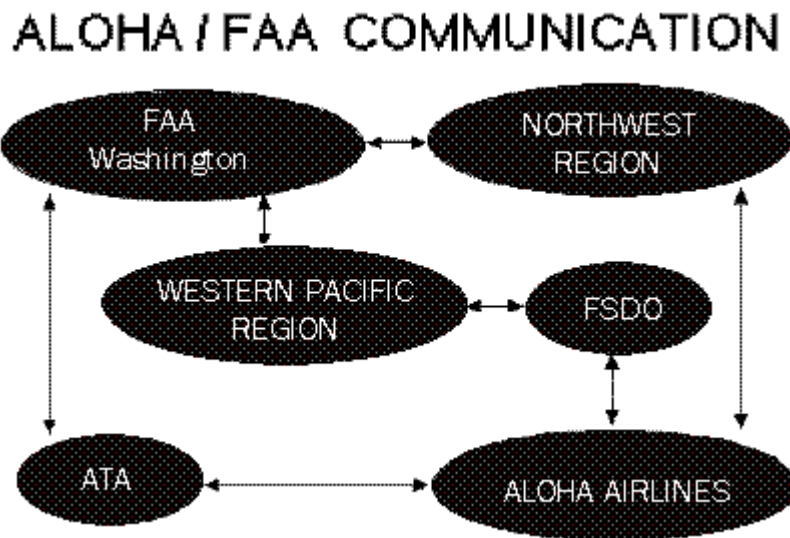 ALOHA / FAA COMMUNICATION
FAA
Washington
NORTHWEST
REGION
WESTERN PACIFIC
REGION
FSDO
ATA
ALOHA AIRLINES